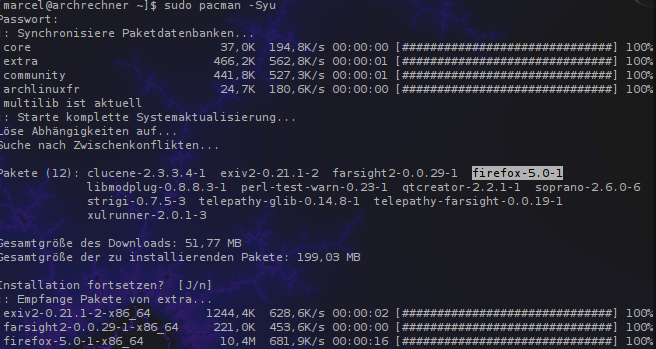 marcel@archrechner ~]$ sudo pacman -Syu
Passwort:
:: Synchronisiere Paketdatenbanken...
core 37,0K 194,8K/s 00:00:00 [##############################] 100%
extra 466,2K 562,8K/s 00:00:01 [##############################] 100%
community 441,8K 527,3K/s 00:00:01 [##############################] 100%
archlinuxfr 24,7K 180,6K/s 00:00:00 [##############################] 100%
multilib ist aktuell
:: Starte komplette Systemaktualisierung...
Löse Abhängigkeiten auf...
Suche nach Zwischenkonflikten...
Pakete (12): clucene-2.3.3.4-1 exiv2-0.21.1-2 farsight2-0.0.29-1 firefox-5.0-1
libmodplug-0.8.8.3-1 perl-test-warn-0.23-1 qtcreator-2.2.1-1 soprano-2.6.0-6
strigi-0.7.5-3 telepathy-glib-0.14.8-1 telepathy-farsight-0.0.19-1
xulrunner-2.0.1-3
Gesamtgröße des Downloads: 51,77 MB
Gesamtgröße der zu installierenden Pakete: 199,03 MB
Installation fortsetzen? [J/n]
:: Empfange Pakete von extra...
exiv2-0.21.1-2-x86_64 1244,4K 628,6K/s 00:00:02 [##############################] 100%
farsight2-0.0.29-1-x86_64 221,0K 453,6K/s 00:00:00 [##############################] 100%
firefox-5.0-1-x86_64 10,4M 681,9K/s 00:00:16 [##############################] 100%